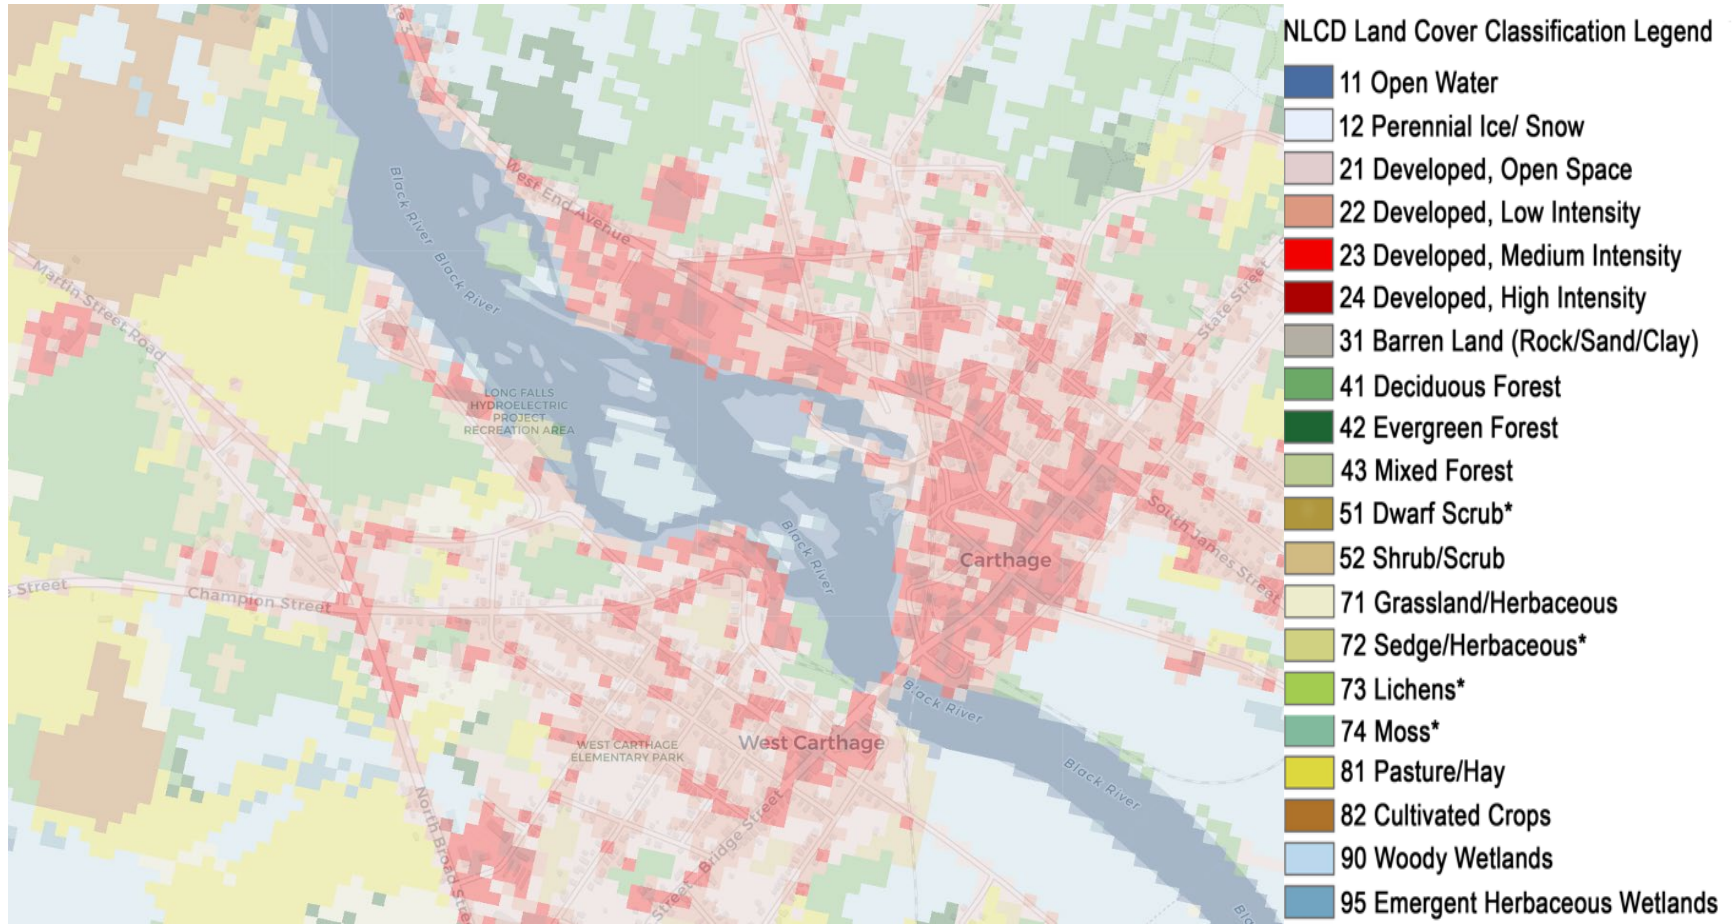 Black River
West End Avenue
Black River
Martin Street Road
State Street
LONG FALLS
HYDROELECTRIC
PROJECT
RECREATION AREA
South James Street
Black River
Carthage
Street
Champion Street
Black River
West Carthage
WEST CARTHAGE
ELEMENTARY PARK
Black River
North Broad Stre
Bridge Street
Street
NLCD Land Cover Classification Legend
11 Open Water
12 Perennial Ice/ Snow
21 Developed, Open Space
22 Developed, Low Intensity
23 Developed, Medium Intensity
24 Developed, High Intensity
31 Barren Land (Rock/Sand/Clay)
41 Deciduous Forest
42 Evergreen Forest
43 Mixed Forest
51 Dwarf Scrub*
52 Shrub/Scrub
71 Grassland/Herbaceous
72 Sedge/Herbaceous*
73 Lichens*
74 Moss*
81 Pasture/Hay
82 Cultivated Crops
90 Woody Wetlands
95 Emergent Herbaceous Wetlands